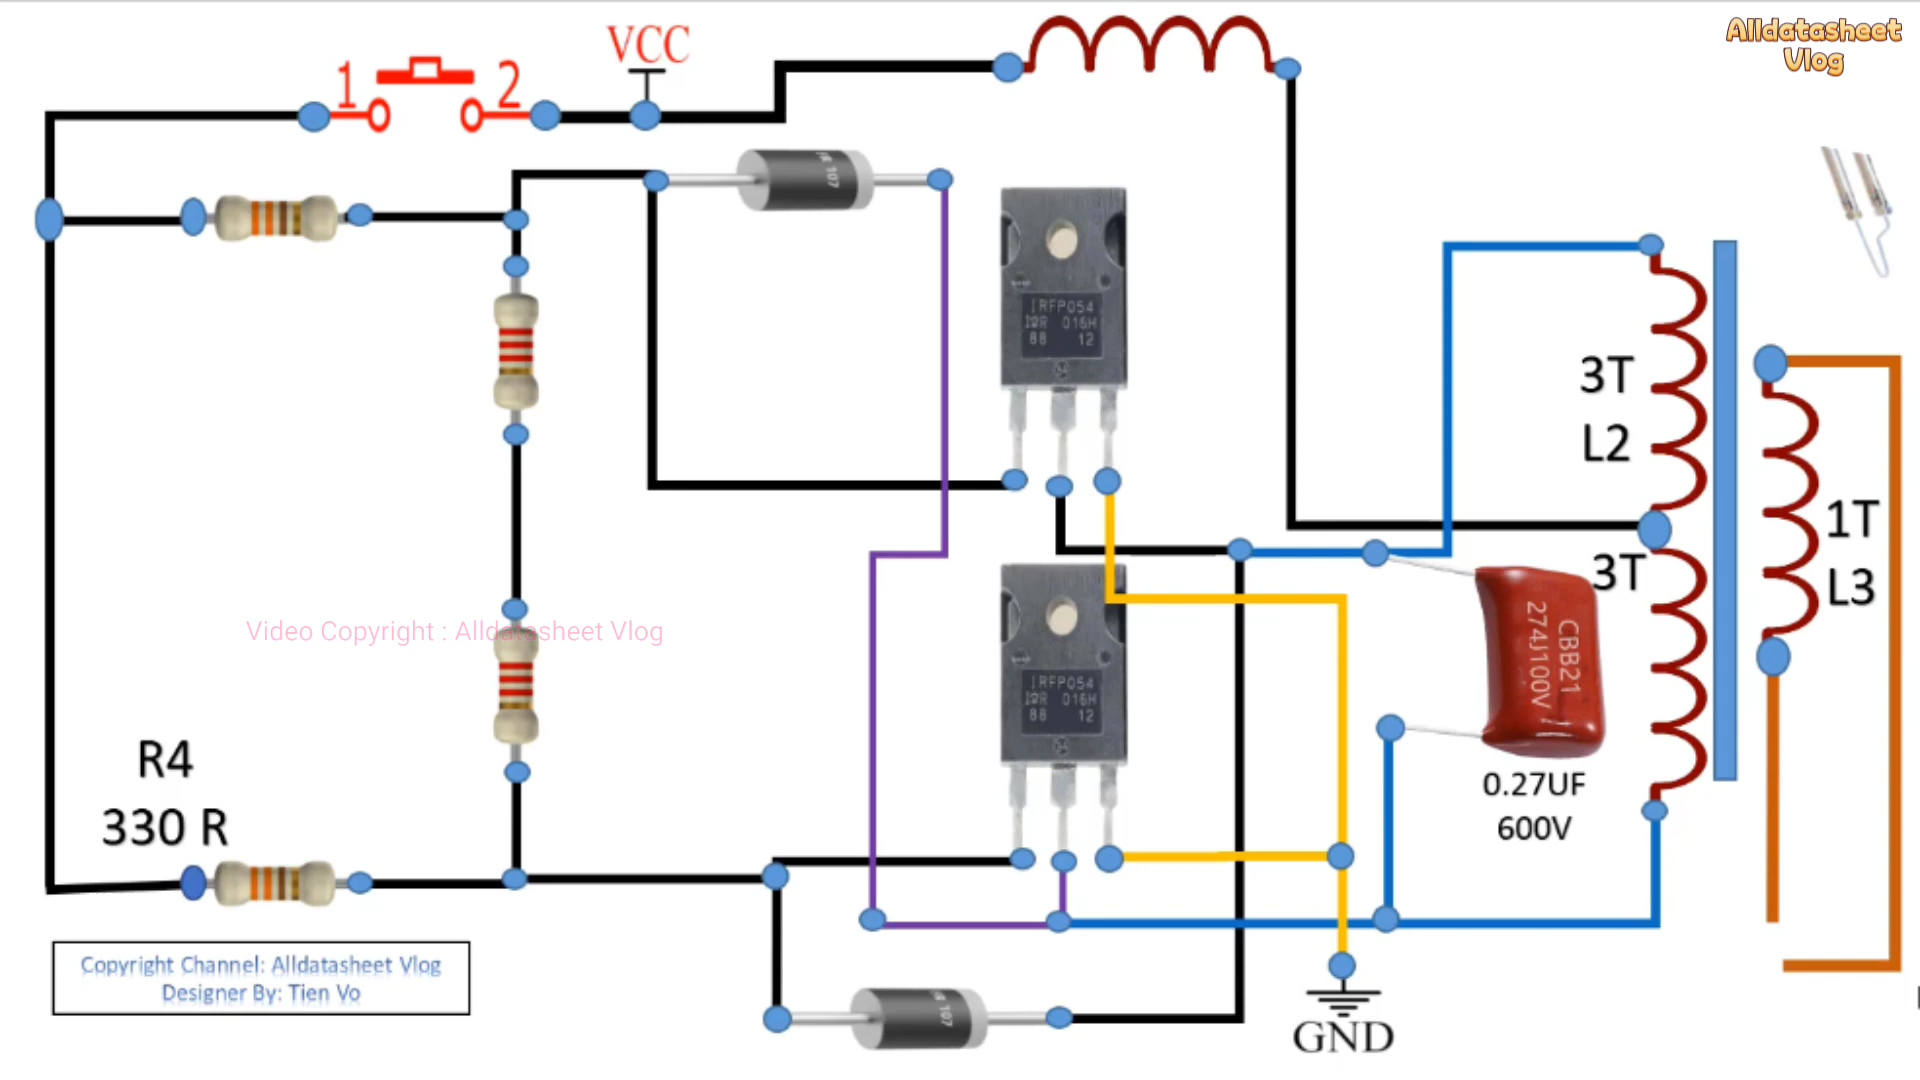 Alldatasheet
Vlog
VCC
1
2
107
IRFP054
IOR 016H
88 12
3T
L2
1T
L3
3T
CBB21
274J100V
0.27UF
600V
Video Copyright : Alldatasheet Vlog
IRFP054
IOR 016H
88 12
R4
330 R
Copyright Channel: Alldatasheet Vlog
Designer By: Tien Vo
107
GND